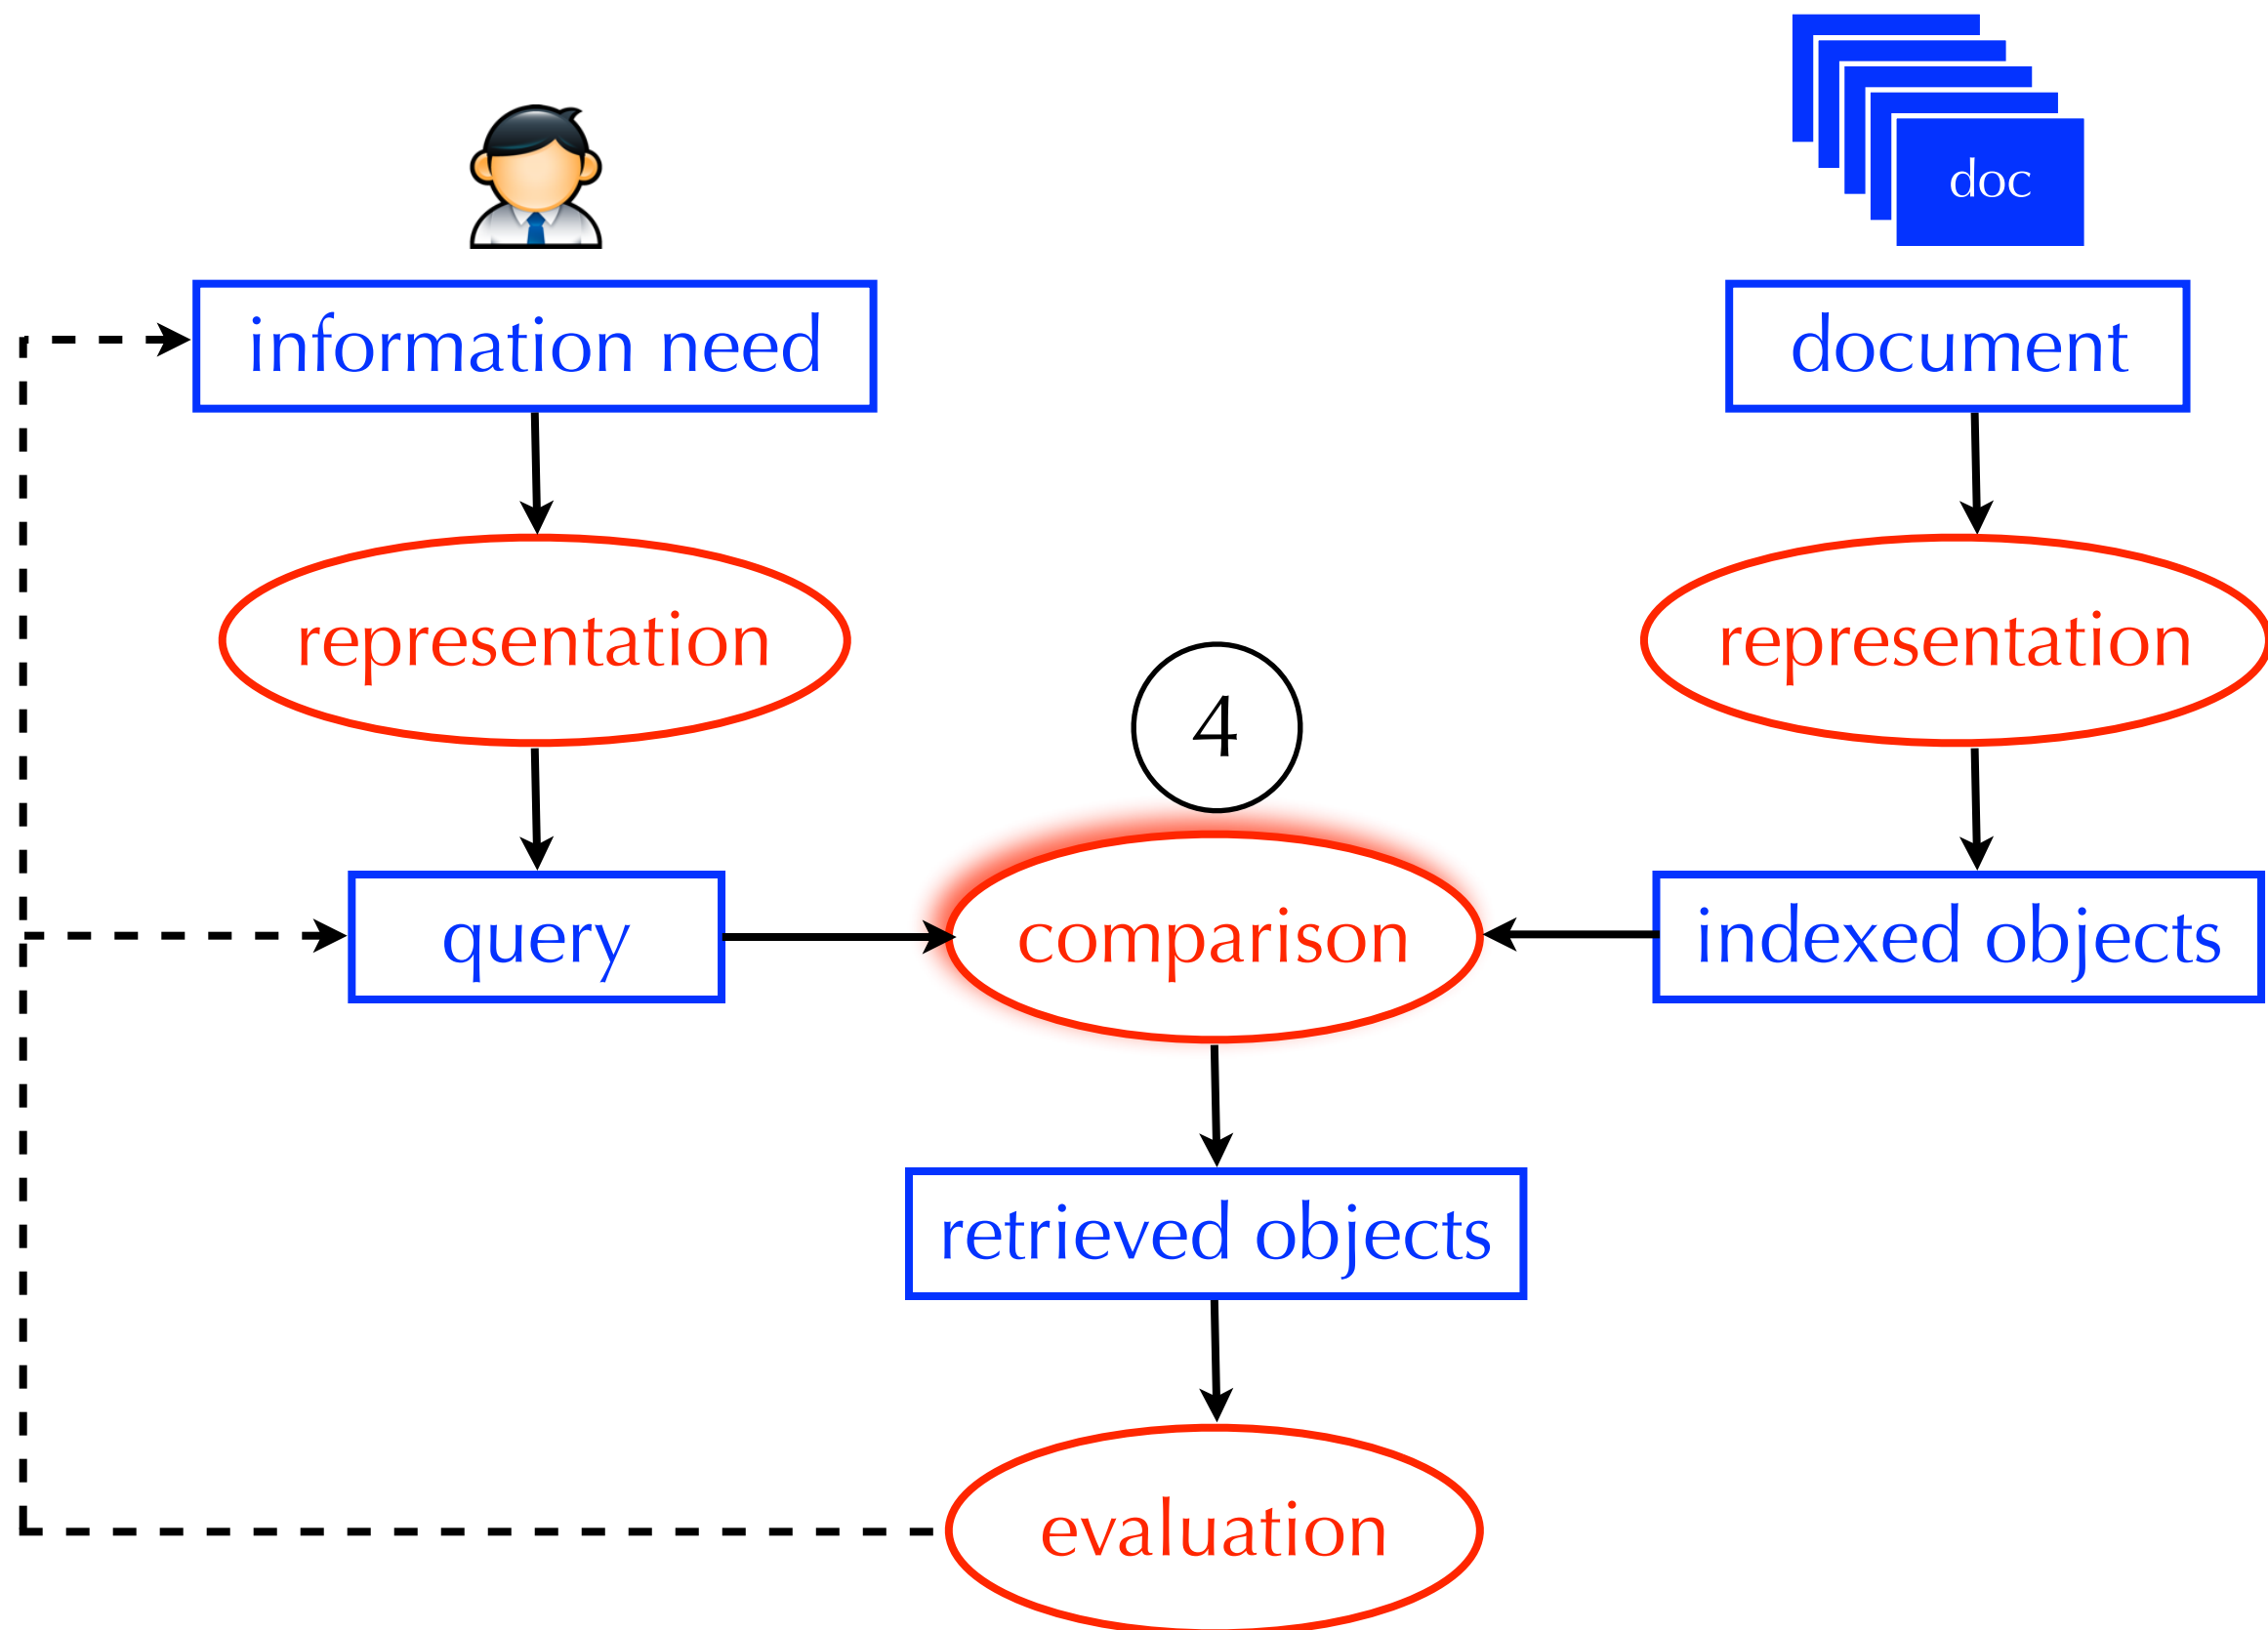 doc
information need
document
representation
representation
4
query
comparison
indexed objects
retrieved objects
evaluation